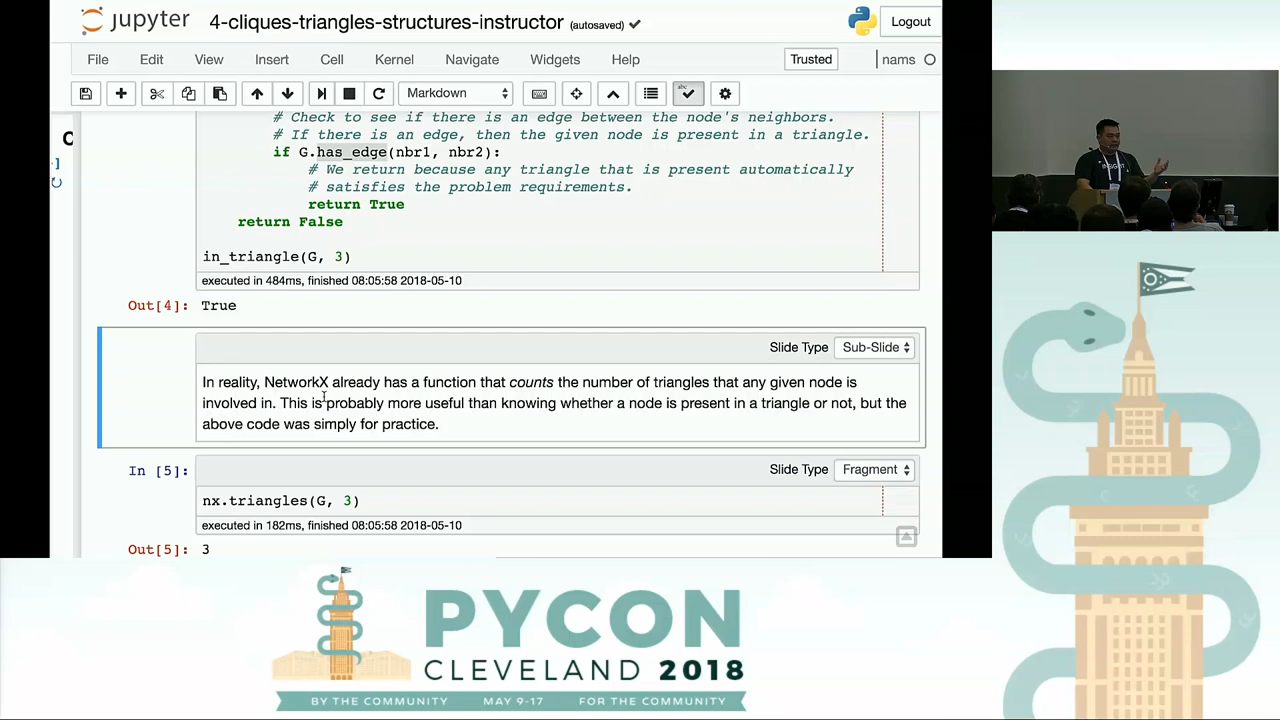 jupyter 4-cliques-triangles-structures-instructor (autosaved) Logout
File Edit View Insert Cell Kernel Navigate Widgets Help Trusted nams
Markdown
# Check to see if there is an edge between the node's neighbors.
# If there is an edge, then the given node is present in a triangle.
if G.has_edge(nbr1, nbr2):
# We return because any triangle that is present automatically
# satisfies the problem requirements.
return True
return False
in_triangle(G, 3)
executed in 484ms, finished 08:05:58 2018-05-10
Out[4]: True
Slide Type Sub-Slide
In reality, NetworkX already has a function that counts the number of triangles that any given node is
involved in. This is probably more useful than knowing whether a node is present in a triangle or not, but the
above code was simply for practice.
In [5]: Slide Type Fragment
nx.triangles(G, 3)
executed in 182ms, finished 08:05:58 2018-05-10
Out[5]: 3
PYCON
CLEVELAND 2018
BY THE COMMUNITY MAY 9-17 FOR THE COMMUNITY